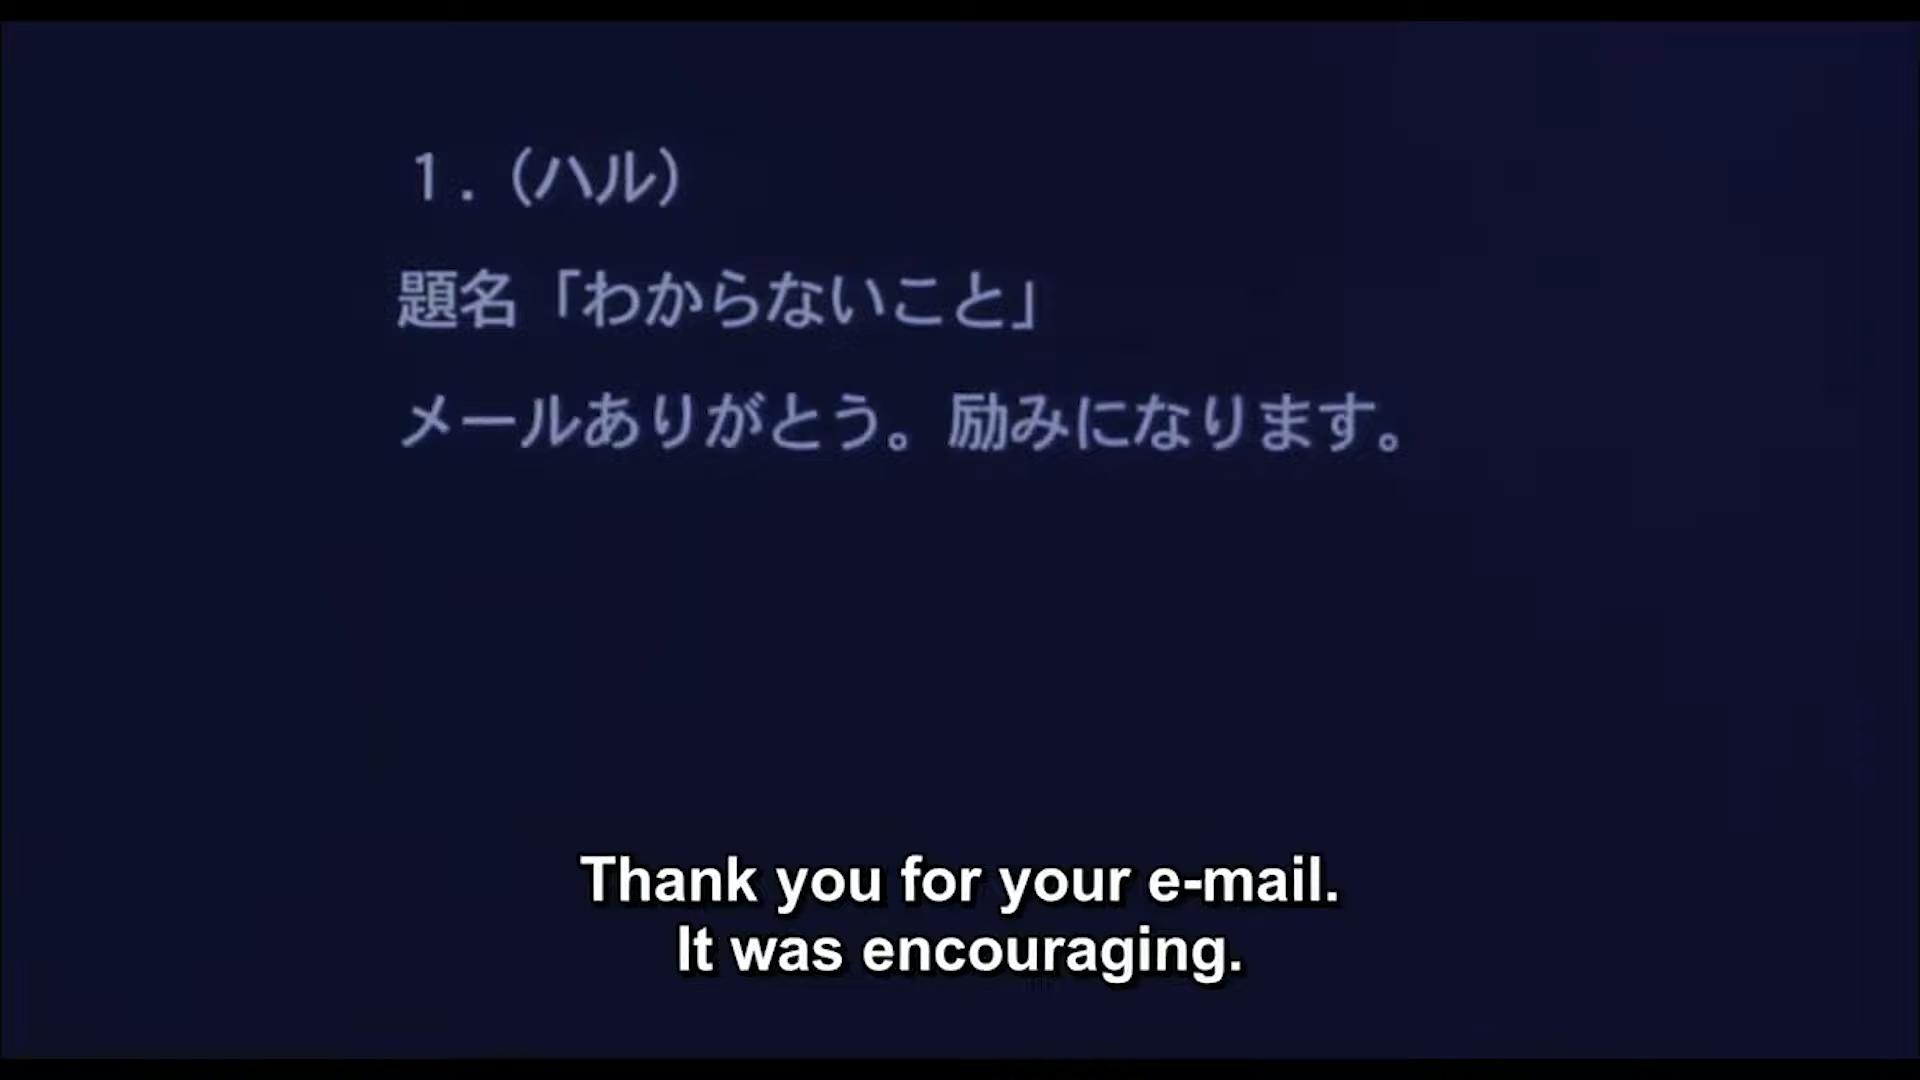 １．（ハル）
題名「わからないこと」
メールありがとう。励みになります。
Thank you for your e-mail.
It was encouraging.